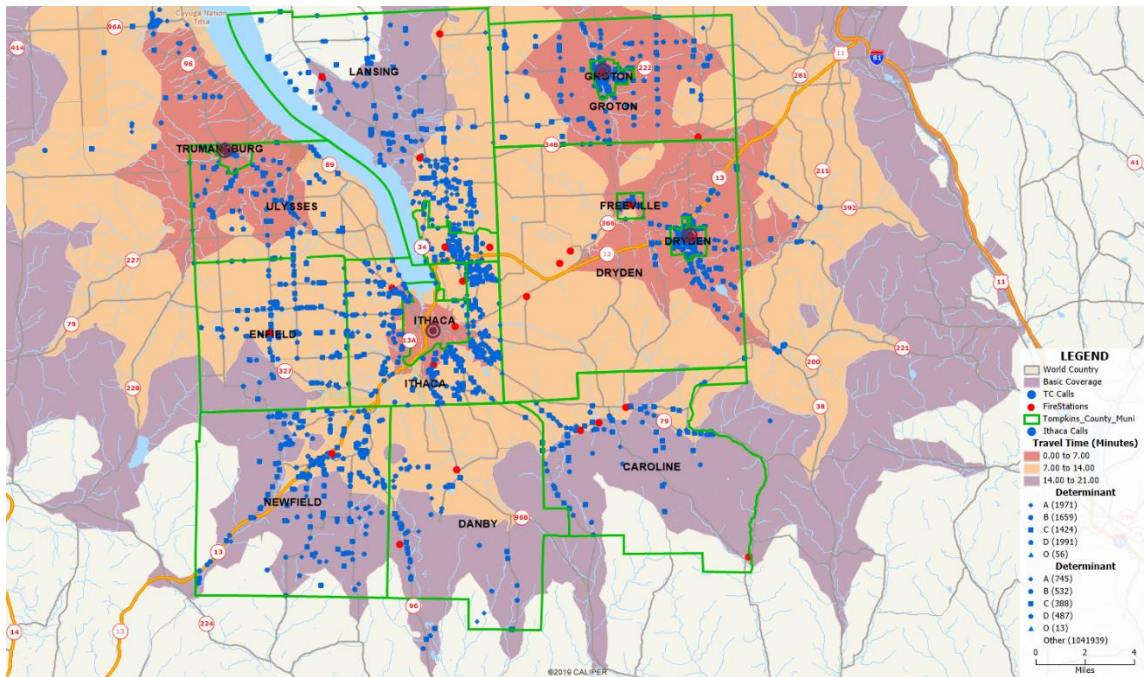 Cayuga Nation
Tdsa
96A
414
96
LANSING
GROTON
222
GROTON
11
81
281
41
TRUMANSBURG
34B
89
13
215
392
ULYSSES
FREEVILLE
366
34
DRYDEN
13
DRYDEN
227
11
79
ENFIELD
ITHACA
13A
327
ITHACA
221
228
200
38
79
CAROLINE
NEWFIELD
DANBY
96B
13
96
224
14
13
LEGEND
World Country
Basic Coverage
TC Calls
FireStations
Tompkins_County_Muni
Ithaca Calls
Travel Time (Minutes)
0.00 to 7.00
7.00 to 14.00
14.00 to 21.00
Determinant
A (1971)
B (1659)
C (1424)
D (1991)
O (56)
Determinant
A (745)
B (532)
C (388)
D (487)
O (13)
Other (1041939)
0 2 4
Miles
©2019 CALIPER